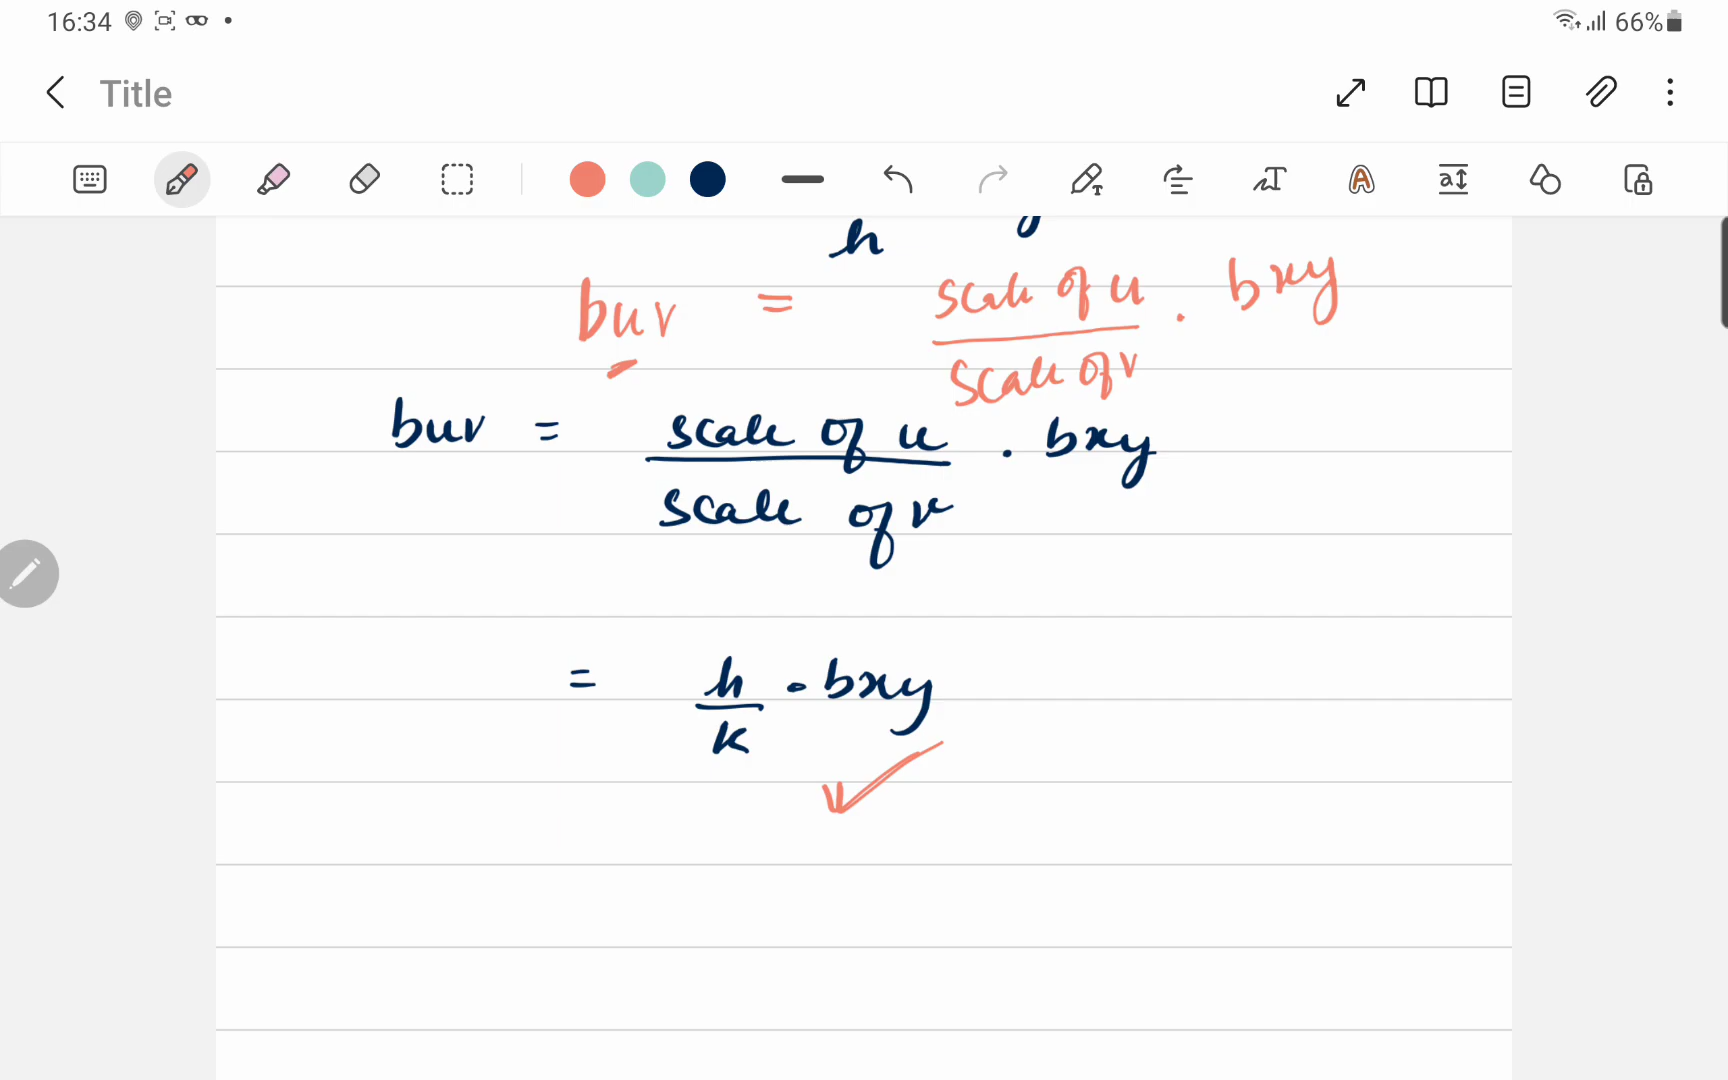 16:34 66%
Title
h
buv = scale of u / scale of v . bxy
buv = scale of u / scale of v . bxy
= h / k . bxy